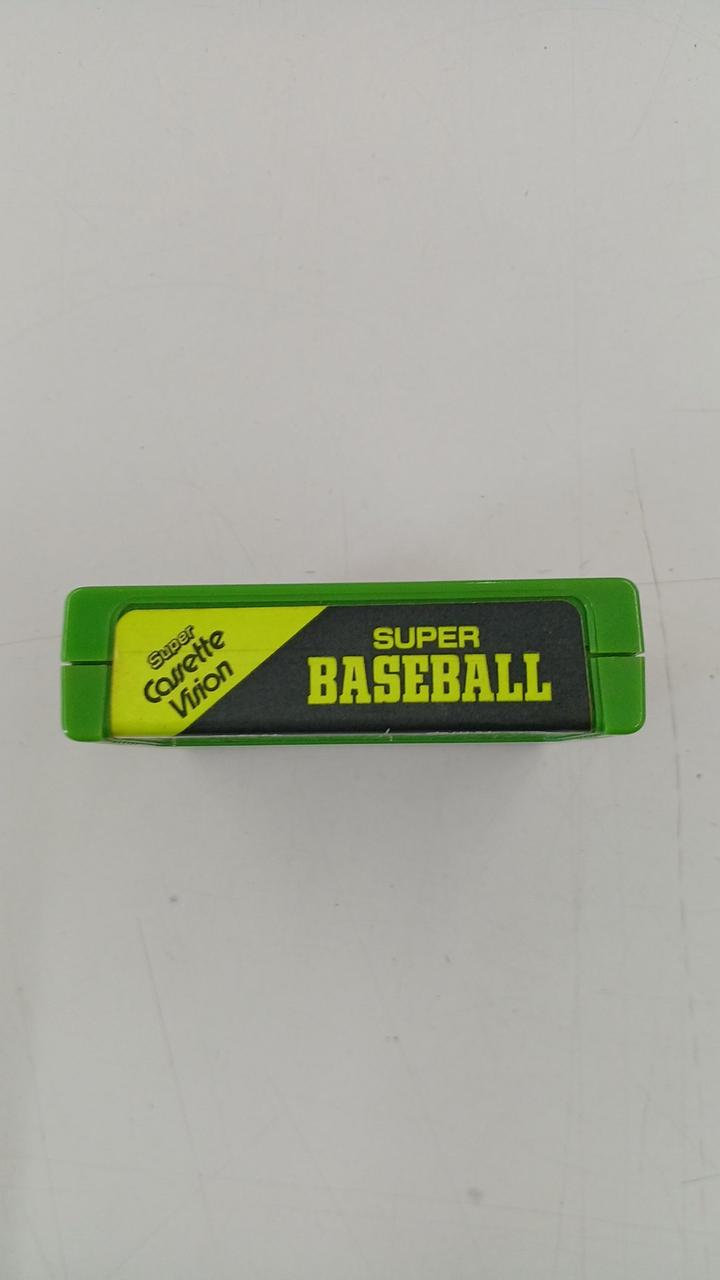 Super
Cassette
Vision
SUPER
BASEBALL